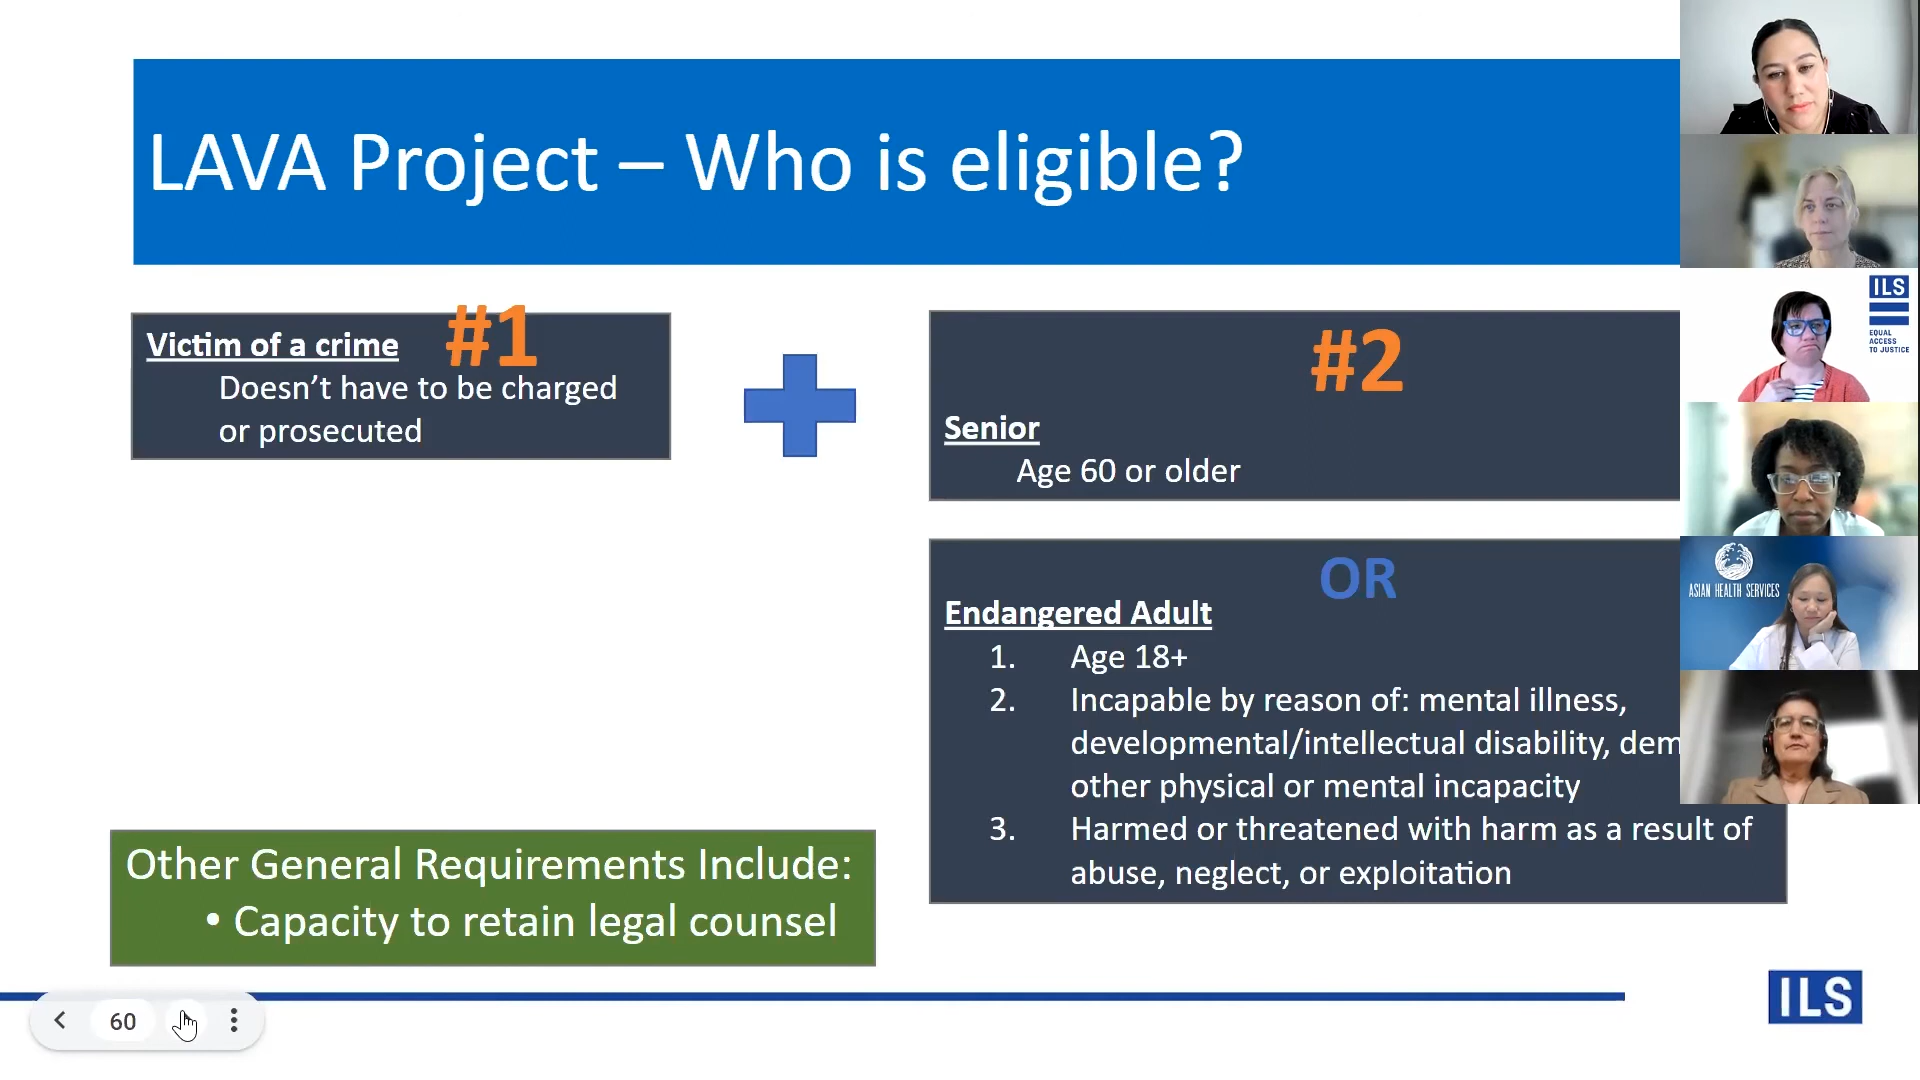 LAVA Project – Who is eligible?
#1
Victim of a crime
Doesn't have to be charged
or prosecuted
#2
Senior
Age 60 or older
OR
Endangered Adult
1. Age 18+
2. Incapable by reason of: mental illness,
developmental/intellectual disability,
other physical or mental incapacity
3. Harmed or threatened with harm as a result of
abuse, neglect, or exploitation
Other General Requirements Include:
• Capacity to retain legal counsel
60
ILS
ILS
EQUAL
ACCESS
TO JUSTICE
ASIAN HEALTH SERVICES